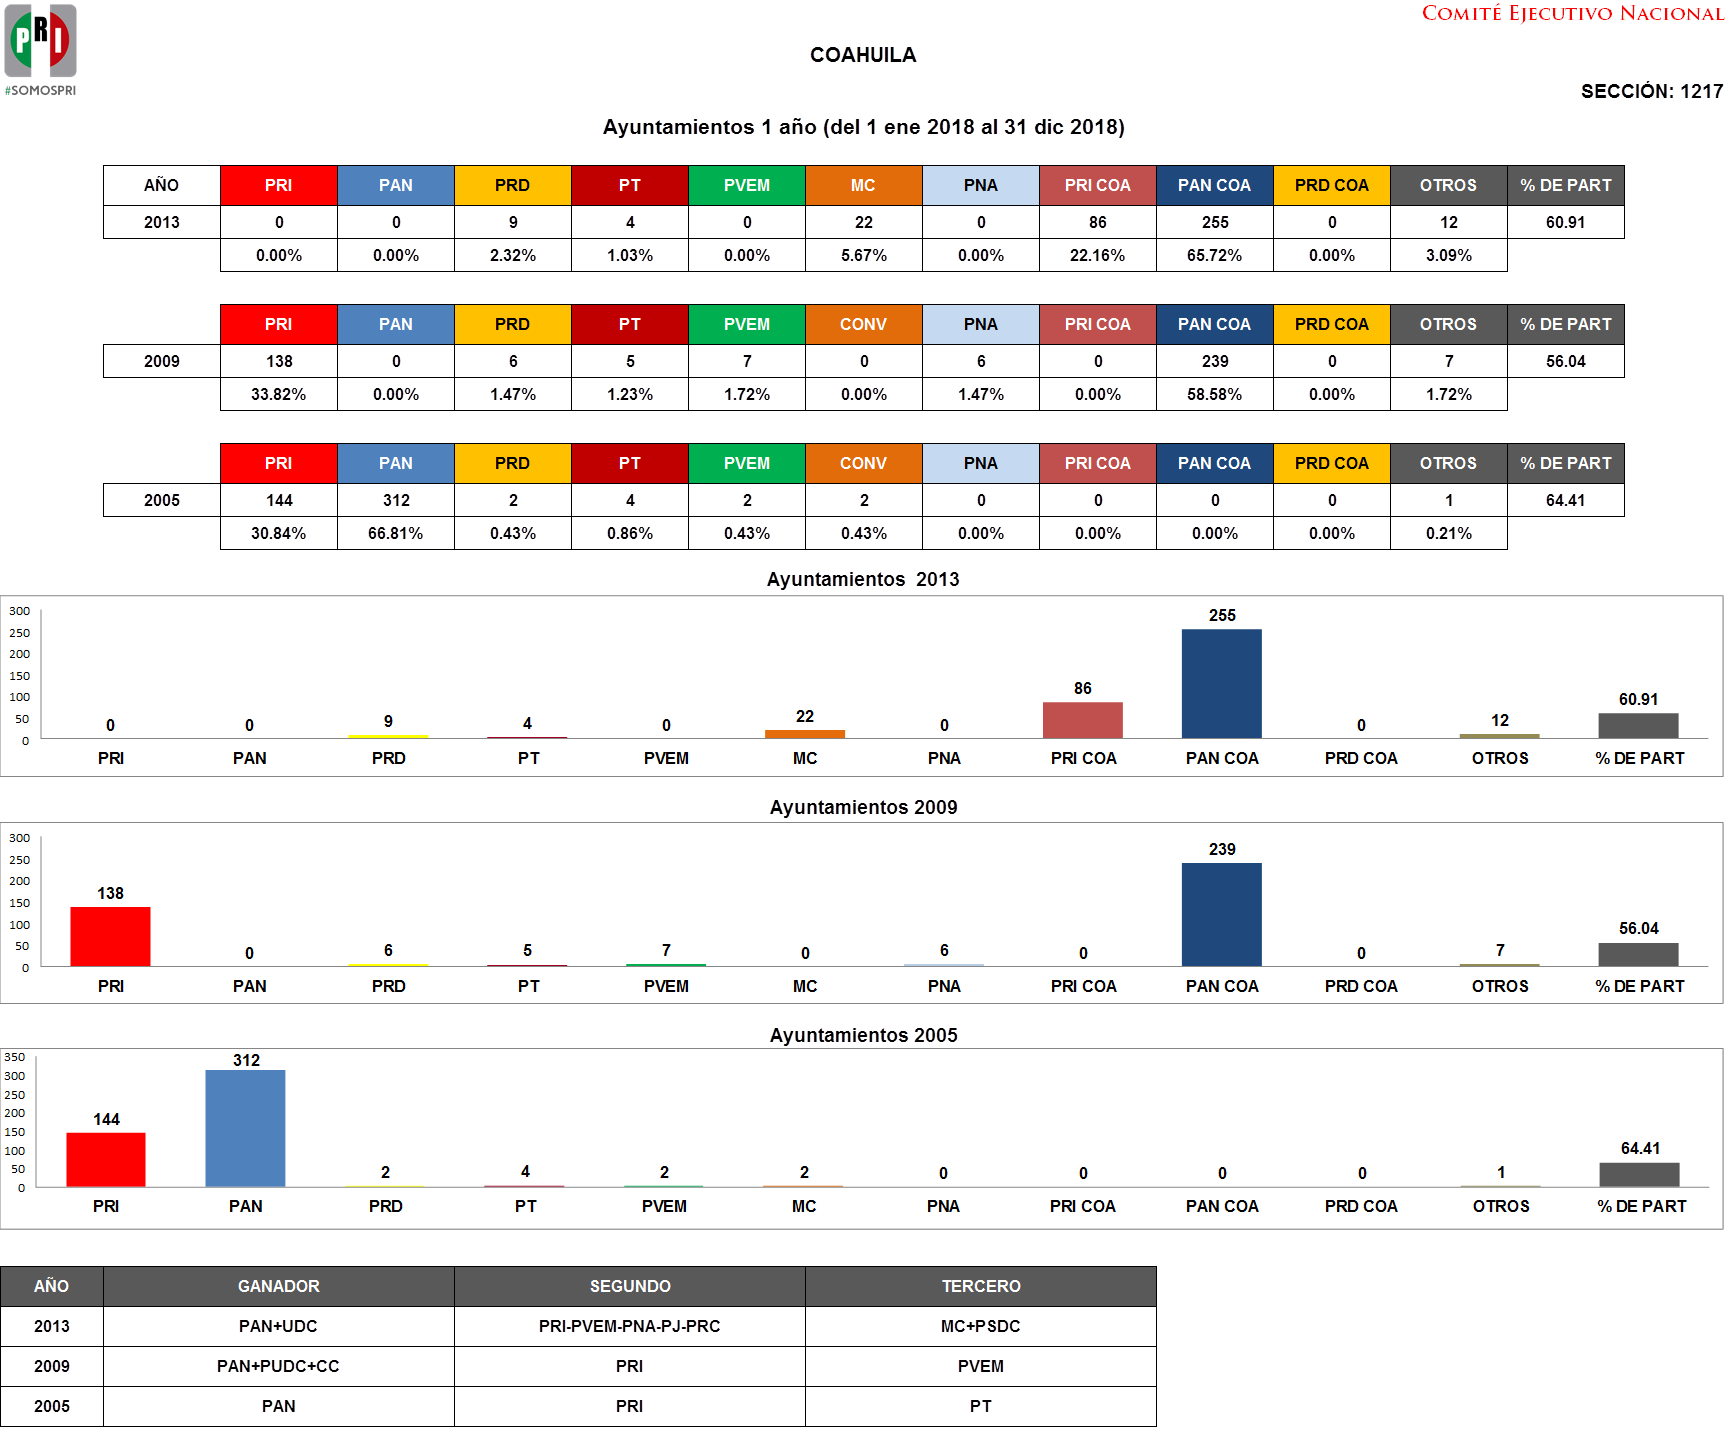 PRI
#SOMOSPRI
COMITÉ EJECUTIVO NACIONAL
COAHUILA
SECCIÓN: 1217
Ayuntamientos 1 año (del 1 ene 2018 al 31 dic 2018)
AÑO PRI PAN PRD PT PVEM MC PNA PRI COA PAN COA PRD COA OTROS % DE PART
2013 0 0 9 4 0 22 0 86 255 0 12 60.91
0.00% 0.00% 2.32% 1.03% 0.00% 5.67% 0.00% 22.16% 65.72% 0.00% 3.09%
PRI PAN PRD PT PVEM CONV PNA PRI COA PAN COA PRD COA OTROS % DE PART
2009 138 0 6 5 7 0 6 0 239 0 7 56.04
33.82% 0.00% 1.47% 1.23% 1.72% 0.00% 1.47% 0.00% 58.58% 0.00% 1.72%
PRI PAN PRD PT PVEM CONV PNA PRI COA PAN COA PRD COA OTROS % DE PART
2005 144 312 2 4 2 2 0 0 0 0 1 64.41
30.84% 66.81% 0.43% 0.86% 0.43% 0.43% 0.00% 0.00% 0.00% 0.00% 0.21%
Ayuntamientos 2013
300
250
200
150
100
50
0
0 0 9 4 0 22 0 86 255 0 12 60.91
PRI PAN PRD PT PVEM MC PNA PRI COA PAN COA PRD COA OTROS % DE PART
Ayuntamientos 2009
300
250
200
150
100
50
0
138 0 6 5 7 0 6 0 239 0 7 56.04
PRI PAN PRD PT PVEM MC PNA PRI COA PAN COA PRD COA OTROS % DE PART
Ayuntamientos 2005
350
300
250
200
150
100
50
0
144 312 2 4 2 2 0 0 0 0 1 64.41
PRI PAN PRD PT PVEM MC PNA PRI COA PAN COA PRD COA OTROS % DE PART
AÑO GANADOR SEGUNDO TERCERO
2013 PAN+UDC PRI-PVEM-PNA-PJ-PRC MC+PSDC
2009 PAN+PUDC+CC PRI PVEM
2005 PAN PRI PT